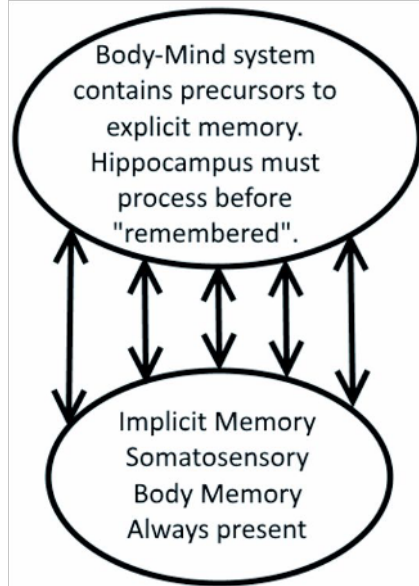 Body-Mind system
contains precursors to
explicit memory.
Hippocampus must
process before
"remembered".
Implicit Memory
Somatosensory
Body Memory
Always present